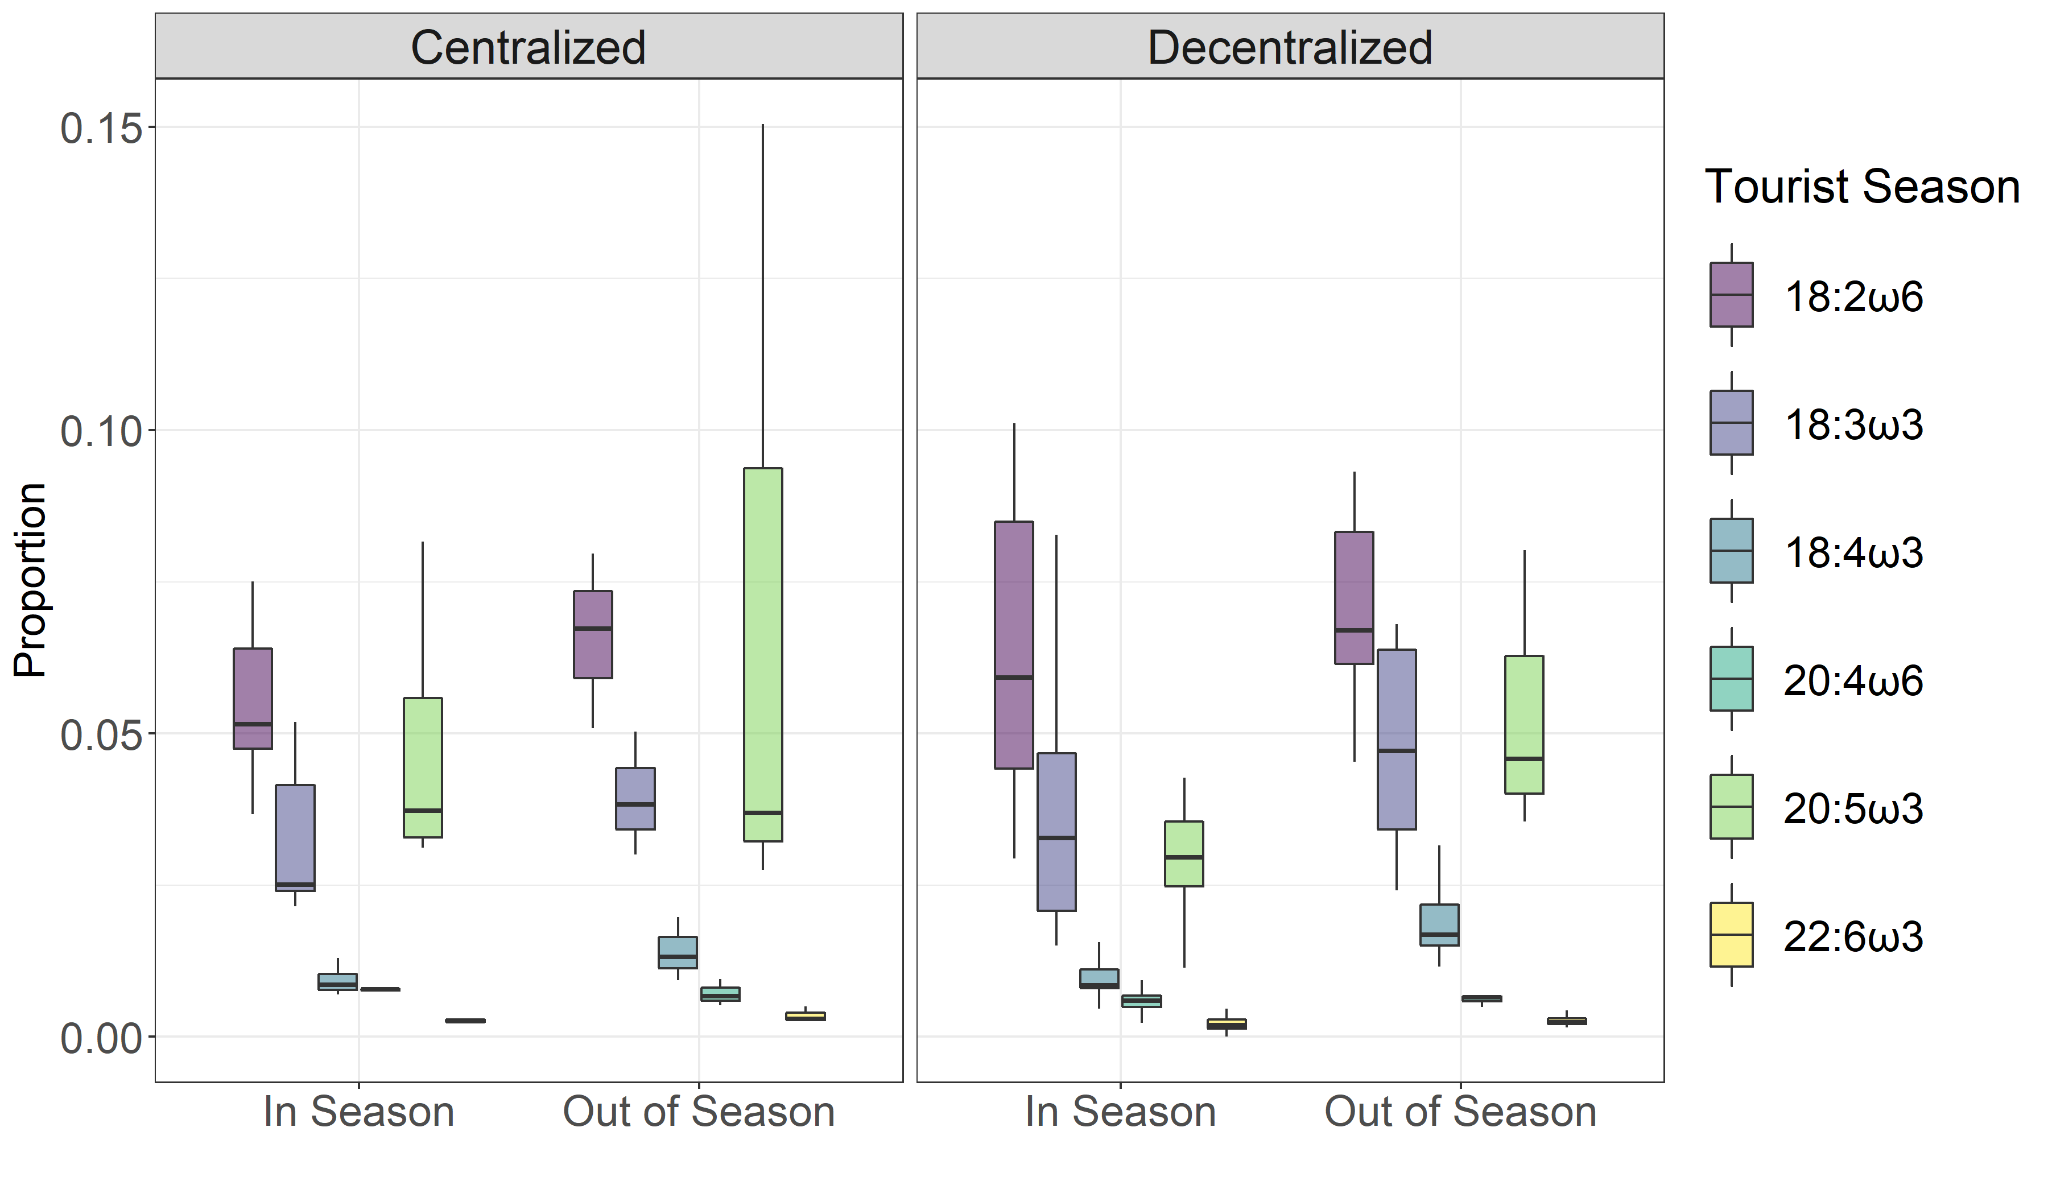 Centralized
Decentralized
0.15
0.10
0.05
0.00
Proportion
In Season
Out of Season
In Season
Out of Season
Tourist Season
18:2ω6
18:3ω3
18:4ω3
20:4ω6
20:5ω3
22:6ω3